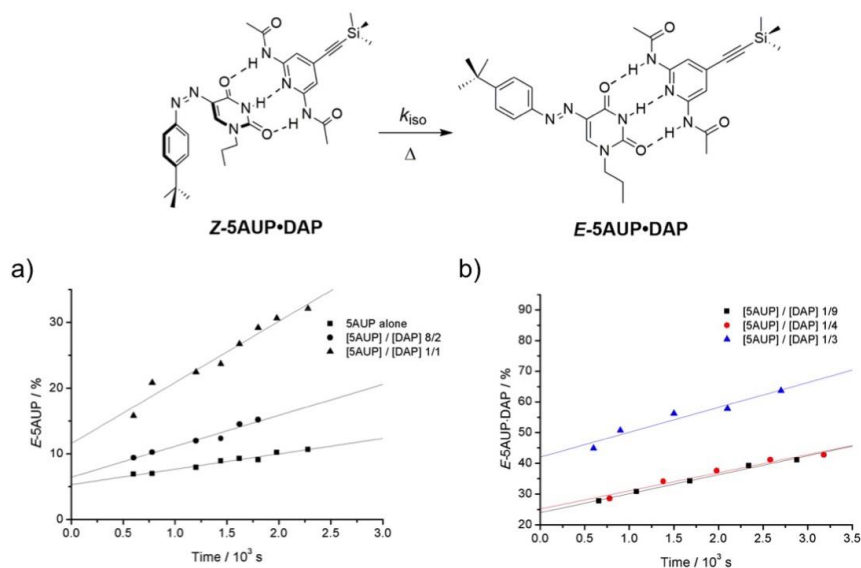 O
Si
N
H
N
N
N
O
N
H
N
N
O
H
N
O
k_iso
Δ
Z-5AUP•DAP
O
Si
H
N
N
N
N
O
N
H
N
N
O
H
N
O
E-5AUP•DAP
a)
5AUP alone
[5AUP] / [DAP] 8/2
[5AUP] / [DAP] 1/1
E-5AUP / %
30
20
10
0
0.0 0.5 1.0 1.5 2.0 2.5 3.0
Time / 10³ s
b)
[5AUP] / [DAP] 1/9
[5AUP] / [DAP] 1/4
[5AUP] / [DAP] 1/3
E-5AUP·DAP / %
90
80
70
60
50
40
30
20
0.0 0.5 1.0 1.5 2.0 2.5 3.0 3.5
Time / 10³ s